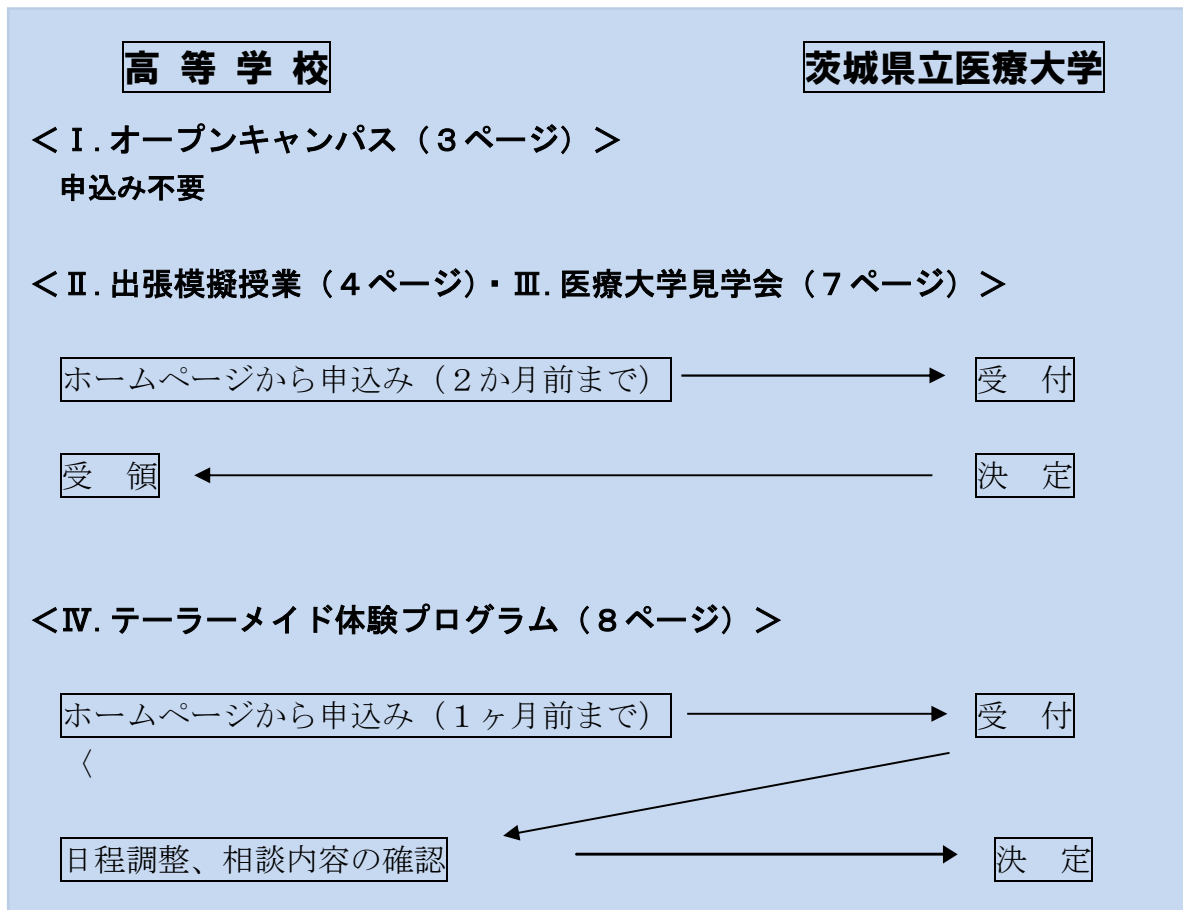 高 等 学 校 茨城県立医療大学
＜Ⅰ.オープンキャンパス（３ページ）＞
申込み不要
＜Ⅱ.出張模擬授業（４ページ）・Ⅲ.医療大学見学会（７ページ）＞
ホームページから申込み（２か月前まで） 受　付
受　領 決　定
＜Ⅳ.テーラーメイド体験プログラム（８ページ）＞
ホームページから申込み（１ヶ月前まで） 受　付
〈
日程調整、相談内容の確認 決　定